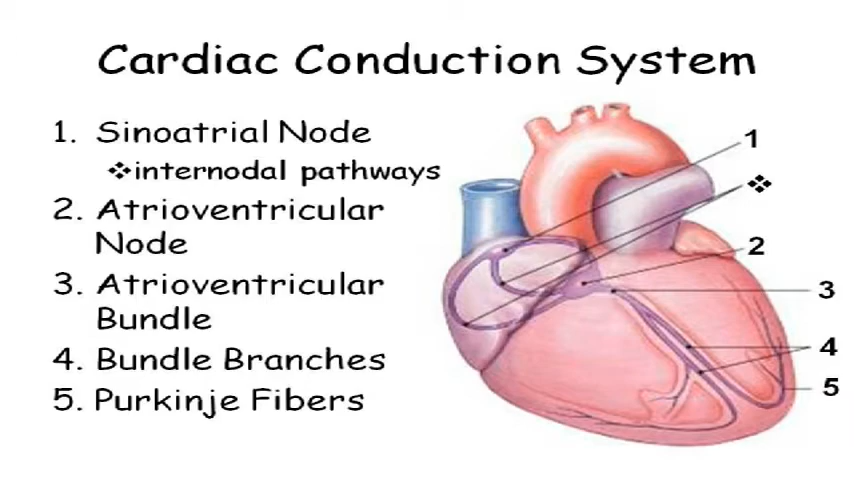 Cardiac Conduction System
1. Sinoatrial Node
❖internodal pathways
2. Atrioventricular
Node
3. Atrioventricular
Bundle
4. Bundle Branches
5. Purkinje Fibers
1
❖
2
3
4
5